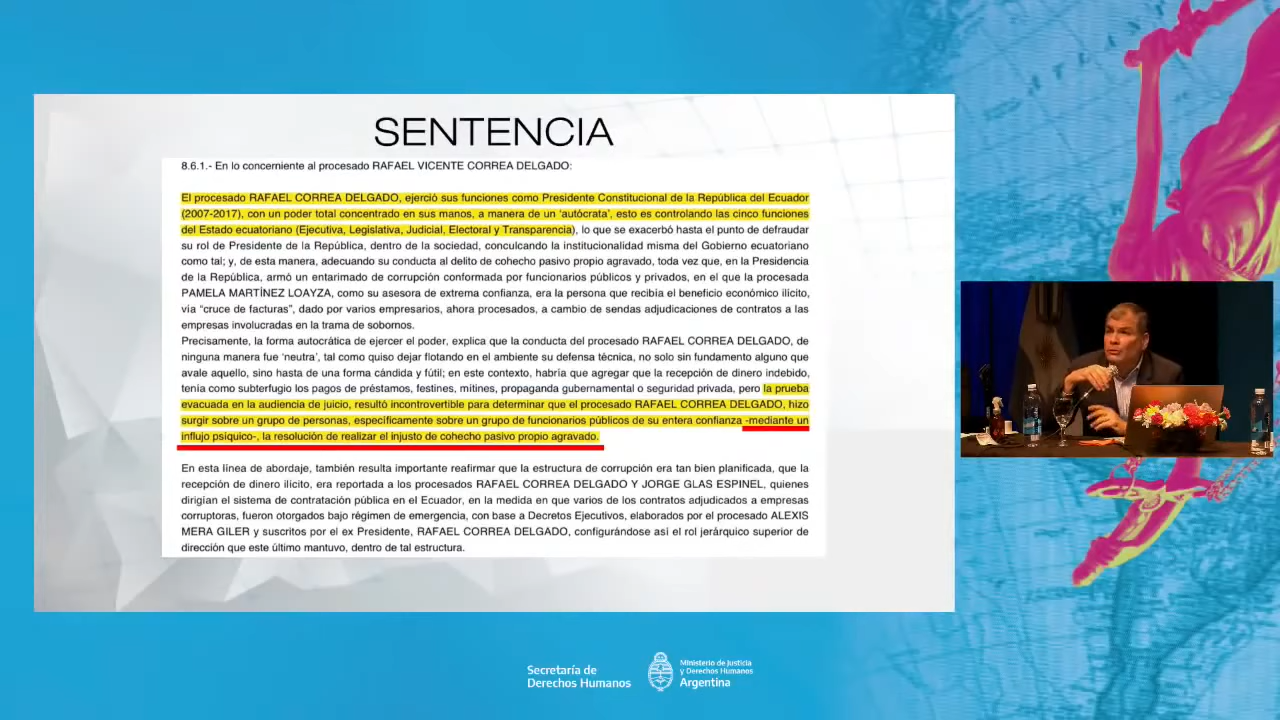 SENTENCIA
8.6.1.- En lo concerniente al procesado RAFAEL VICENTE CORREA DELGADO:
El procesado RAFAEL CORREA DELGADO, ejerció sus funciones como Presidente Constitucional de la República del Ecuador
(2007-2017), con un poder total concentrado en sus manos, a manera de un 'autócrata', esto es controlando las cinco funciones
del Estado ecuatoriano (Ejecutiva, Legislativa, Judicial, Electoral y Transparencia), lo que se exacerbó hasta el punto de defraudar
su rol de Presidente de la República, dentro de la sociedad, conculcando la institucionalidad misma del Gobierno ecuatoriano
como tal; y, de esta manera, adecuando su conducta al delito de cohecho pasivo propio agravado, toda vez que, en la Presidencia
de la República, armó un entarimado de corrupción conformada por funcionarios públicos y privados, en el que la procesada
PAMELA MARTÍNEZ LOAYZA, como su asesora de extrema confianza, era la persona que recibía el beneficio económico ilícito,
vía "cruce de facturas", dado por varios empresarios, ahora procesados, a cambio de sendas adjudicaciones de contratos a las
empresas involucradas en la trama de sobornos.
Precisamente, la forma autocrática de ejercer el poder, explica que la conducta del procesado RAFAEL CORREA DELGADO, de
ninguna manera fue 'neutra', tal como quiso dejar flotando en el ambiente su defensa técnica, no solo sin fundamento alguno que
avale aquello, sino hasta de una forma cándida y fútil; en este contexto, habría que agregar que la recepción de dinero indebido,
tenía como subterfugio los pagos de préstamos, festines, mitines, propaganda gubernamental o seguridad privada, pero la prueba
evacuada en la audiencia de juicio, resultó incontrovertible para determinar que el procesado RAFAEL CORREA DELGADO, hizo
surgir sobre un grupo de personas, específicamente sobre un grupo de funcionarios públicos de su entera confianza -mediante un
influjo psíquico-, la resolución de realizar el injusto de cohecho pasivo propio agravado.
En esta línea de abordaje, también resulta importante reafirmar que la estructura de corrupción era tan bien planificada, que la
recepción de dinero ilícito, era reportada a los procesados RAFAEL CORREA DELGADO Y JORGE GLAS ESPINEL, quienes
dirigían el sistema de contratación pública en el Ecuador, en la medida en que varios de los contratos adjudicados a empresas
corruptoras, fueron otorgados bajo régimen de emergencia, con base a Decretos Ejecutivos, elaborados por el procesado ALEXIS
MERA GILER y suscritos por el ex Presidente, RAFAEL CORREA DELGADO, configurándose así el rol jerárquico superior de
dirección que este último mantuvo, dentro de tal estructura.
Secretaría de
Derechos Humanos
Ministerio de Justicia
y Derechos Humanos
Argentina